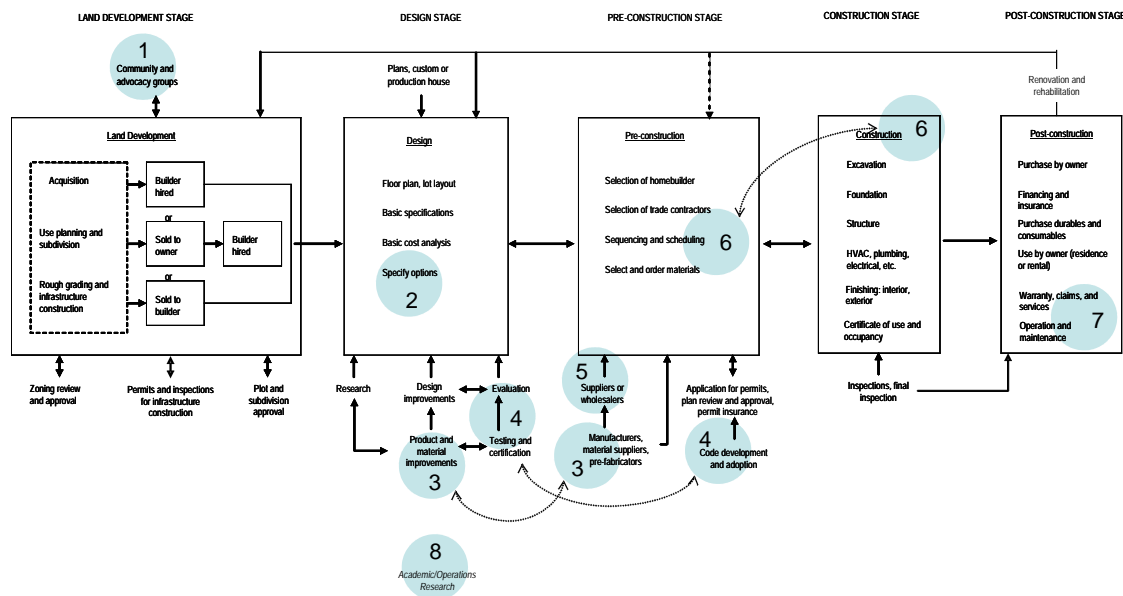 LAND DEVELOPMENT STAGE
DESIGN STAGE
PRE-CONSTRUCTION STAGE
CONSTRUCTION STAGE
POST-CONSTRUCTION STAGE
1
Community and
advocacy groups
Plans, custom or
production house
Renovation and
rehabilitation
Land Development
Acquisition
Use planning and
subdivision
Rough grading and
infrastructure
construction
Builder
hired
or
Sold to
owner
Builder
hired
or
Sold to
builder
Design
Floor plan, lot layout
Basic specifications
Basic cost analysis
Specify options
2
Pre-construction
Selection of homebuilder
Selection of trade contractors
Sequencing and scheduling
6
Select and order materials
Construction
6
Excavation
Foundation
Structure
HVAC, plumbing,
electrical, etc.
Finishing: interior,
exterior
Certificate of use and
occupancy
Post-construction
Purchase by owner
Financing and
insurance
Purchase durables and
consumables
Use by owner (residence
or rental)
Warranty, claims, and
services
Operation and
maintenance
7
Zoning review
and approval
Permits and inspections
for infrastructure
construction
Plot and
subdivision
approval
Research
Design
improvements
Evaluation
4
Product and
material
improvements
3
Testing and
certification
5
Suppliers or
wholesalers
Manufacturers,
material suppliers,
pre-fabricators
3
Application for permits,
plan review and approval,
permit insurance
4
Code development
and adoption
Inspections, final
inspection
8
Academic/Operations
Research